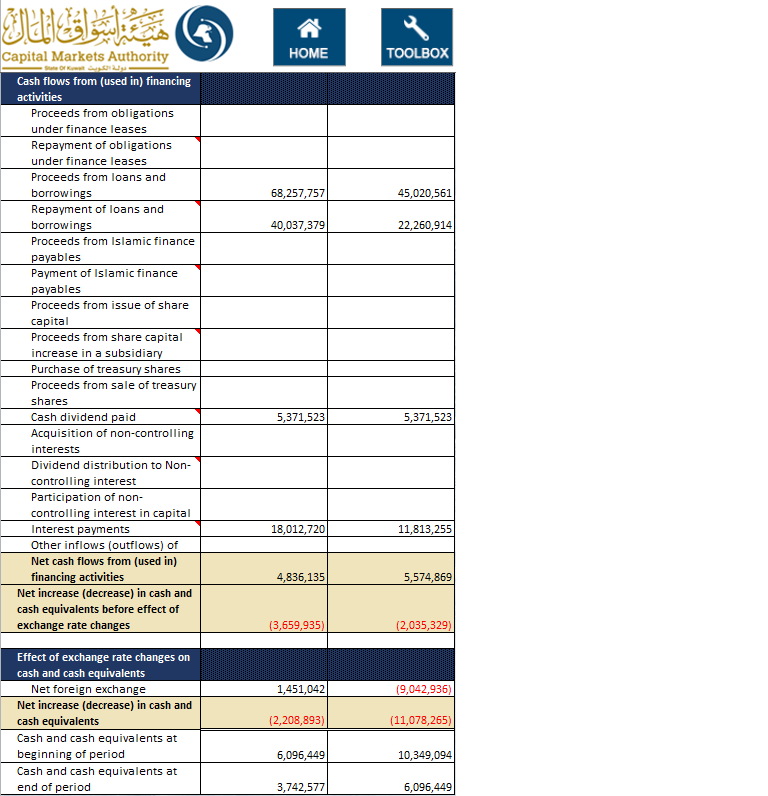 هيئة أسواق المال
Capital Markets Authority
State Of Kuwait دولة الكويت
HOME
TOOLBOX
Cash flows from (used in) financing
activities
Proceeds from obligations
under finance leases
Repayment of obligations
under finance leases
Proceeds from loans and
borrowings 68,257,757 45,020,561
Repayment of loans and
borrowings 40,037,379 22,260,914
Proceeds from Islamic finance
payables
Payment of Islamic finance
payables
Proceeds from issue of share
capital
Proceeds from share capital
increase in a subsidiary
Purchase of treasury shares
Proceeds from sale of treasury
shares
Cash dividend paid 5,371,523 5,371,523
Acquisition of non-controlling
interests
Dividend distribution to Non-
controlling interest
Participation of non-
controlling interest in capital
Interest payments 18,012,720 11,813,255
Other inflows (outflows) of
Net cash flows from (used in)
financing activities 4,836,135 5,574,869
Net increase (decrease) in cash and
cash equivalents before effect of
exchange rate changes (3,659,935) (2,035,329)
Effect of exchange rate changes on
cash and cash equivalents
Net foreign exchange 1,451,042 (9,042,936)
Net increase (decrease) in cash and
cash equivalents (2,208,893) (11,078,265)
Cash and cash equivalents at
beginning of period 6,096,449 10,349,094
Cash and cash equivalents at
end of period 3,742,577 6,096,449